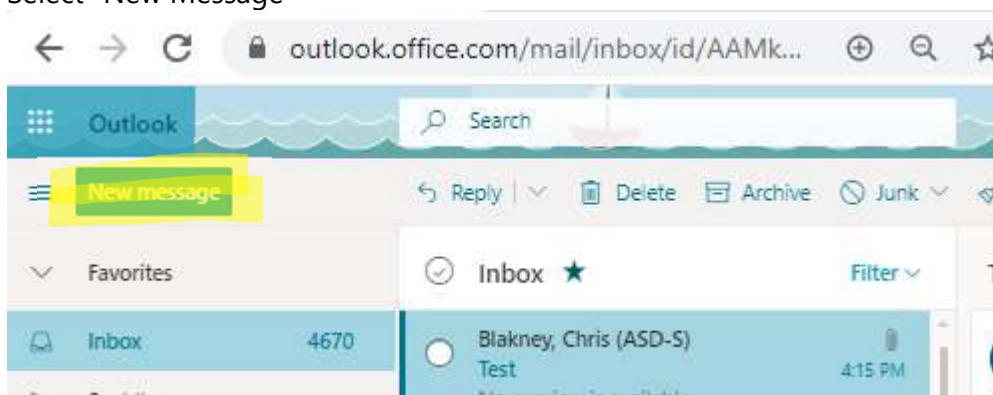 Select "New Message"
outlook.office.com/mail/inbox/id/AAMk...
Outlook
Search
New message
Reply
Delete
Archive
Junk
Favorites
Inbox
Filter
Inbox
4670
Blakney, Chris (ASD-S)
Test
4:15 PM